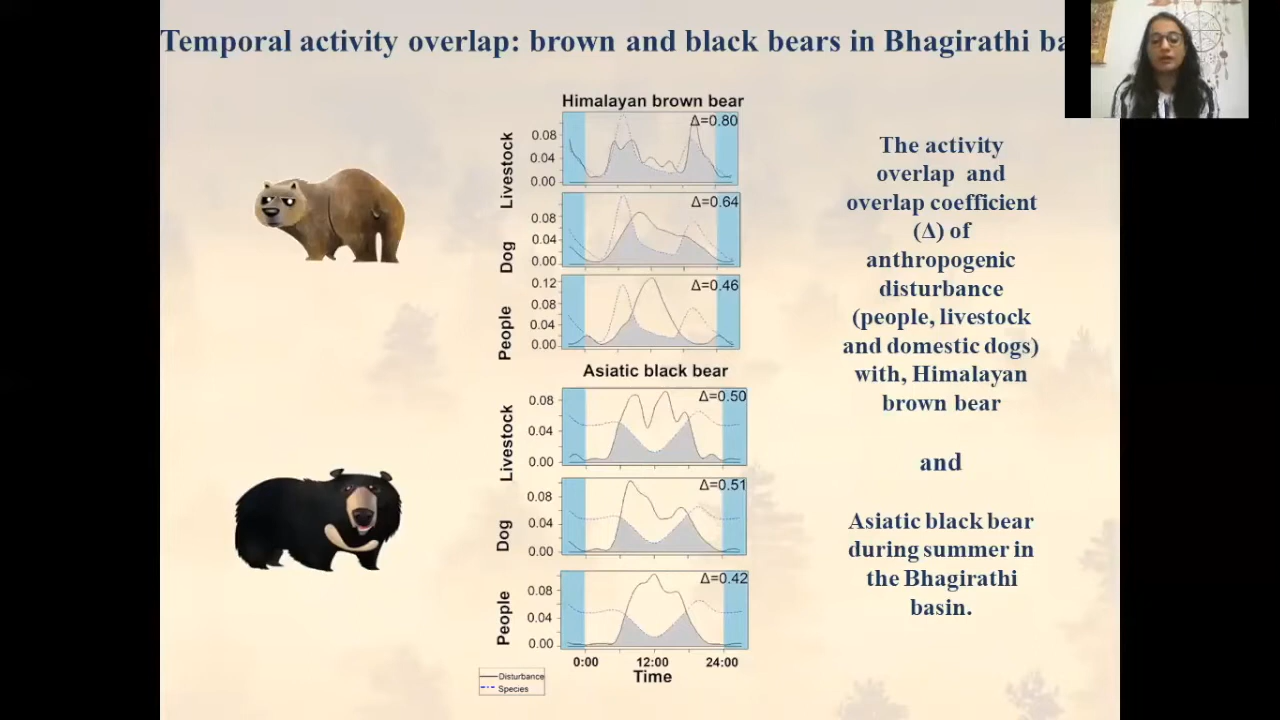 Temporal activity overlap: brown and black bears in Bhagirathi ba
Himalayan brown bear
Livestock
0.08
0.04
0.00
Δ=0.80
Dog
0.08
0.04
0.00
Δ=0.64
People
0.12
0.08
0.04
0.00
Δ=0.46
Asiatic black bear
Livestock
0.08
0.04
0.00
Δ=0.50
Dog
0.08
0.04
0.00
Δ=0.51
People
0.08
0.04
0.00
Δ=0.42
0:00 12:00 24:00
Time
Disturbance
Species
The activity
overlap and
overlap coefficient
(Δ) of
anthropogenic
disturbance
(people, livestock
and domestic dogs)
with, Himalayan
brown bear
and
Asiatic black bear
during summer in
the Bhagirathi
basin.